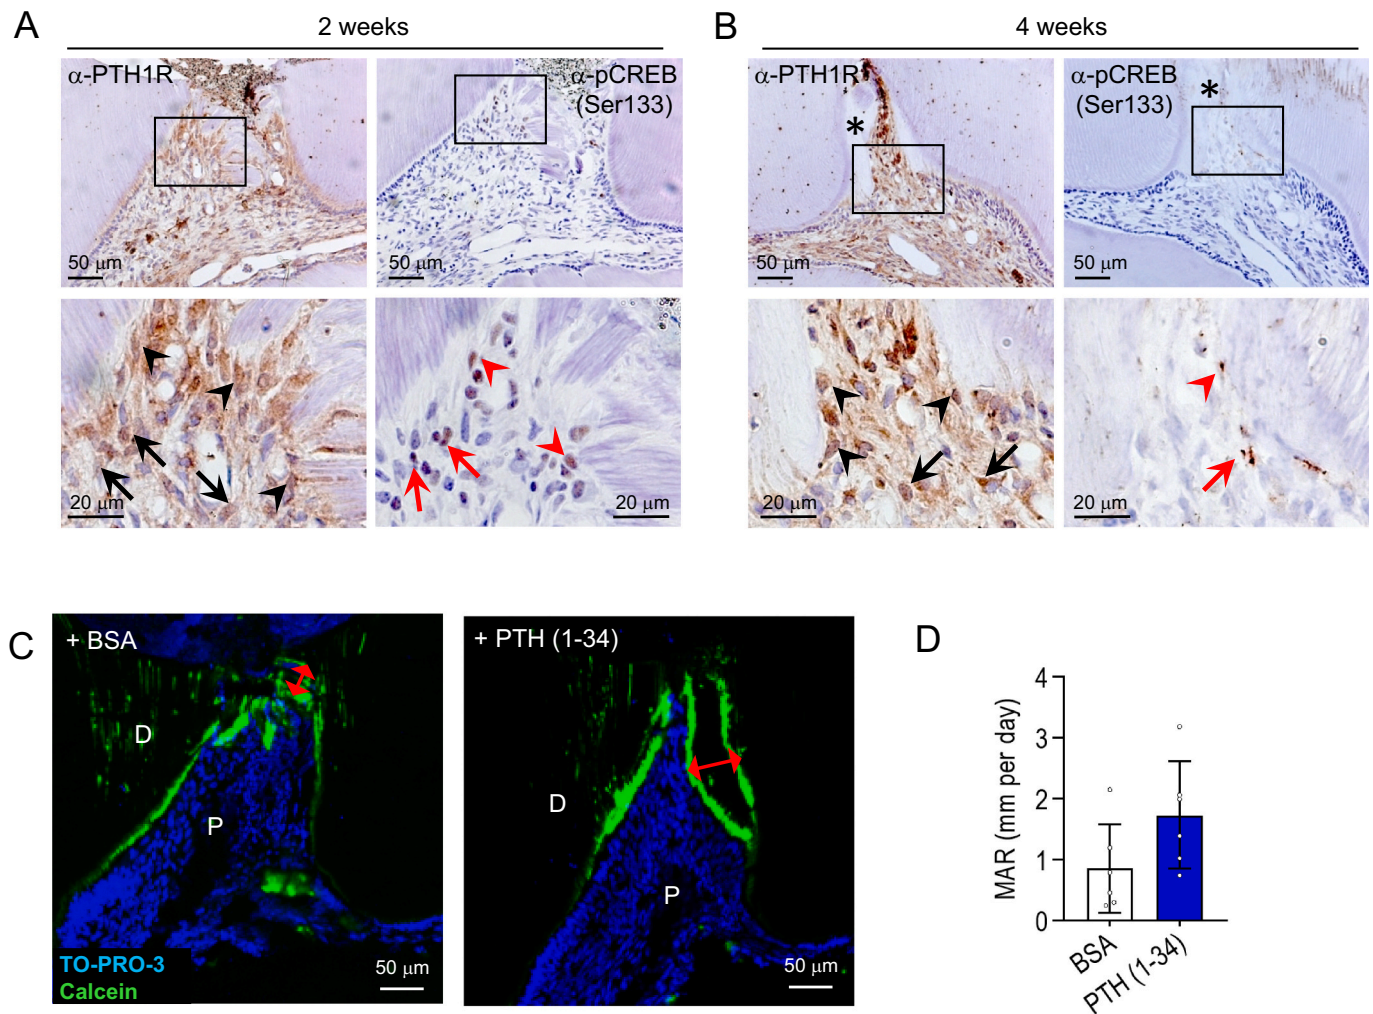 A
2 weeks
α-PTH1R
α-pCREB
(Ser133)
50 μm
50 μm
20 μm
20 μm
B
4 weeks
α-PTH1R
*
α-pCREB
(Ser133)
*
50 μm
50 μm
20 μm
20 μm
C
+ BSA
D
P
TO-PRO-3
Calcein
50 μm
+ PTH (1-34)
D
P
50 μm
D
MAR (mm per day)
4
3
2
1
0
BSA
PTH (1-34)